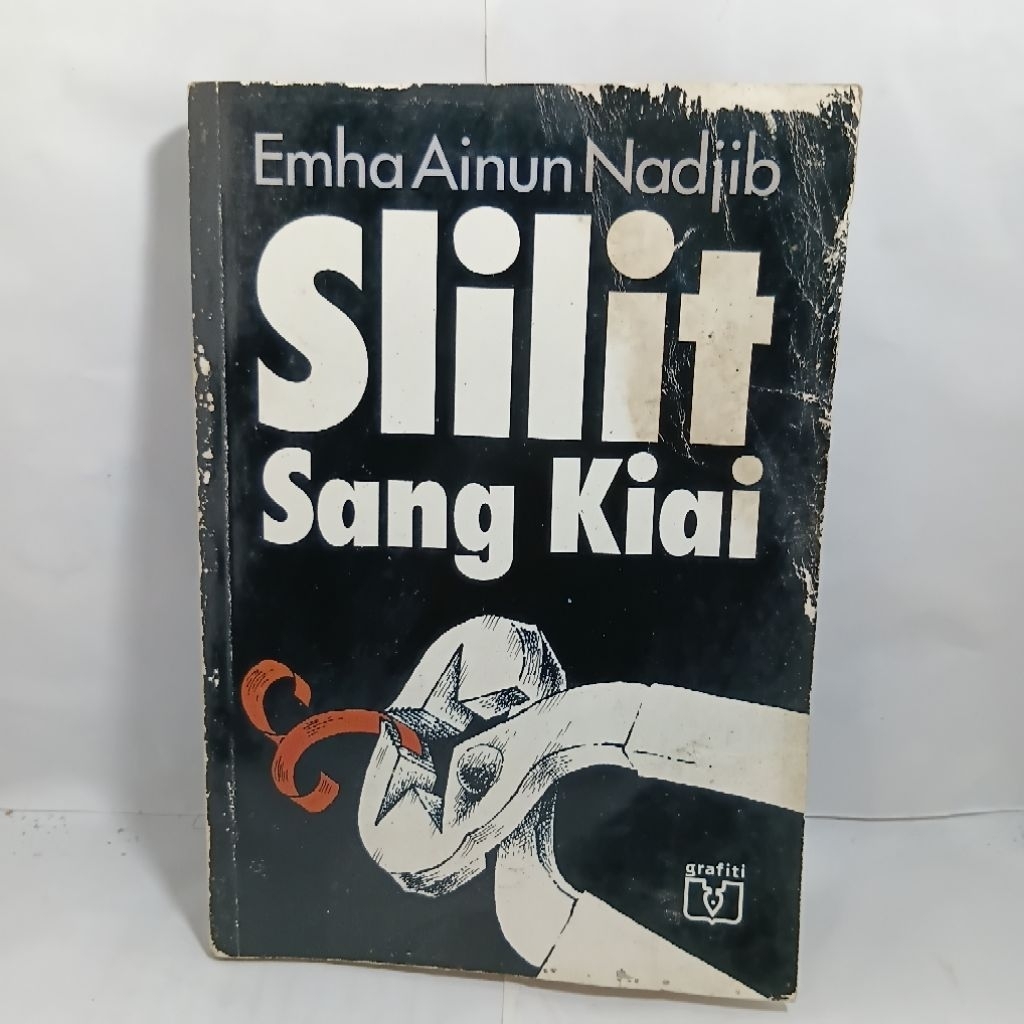 Emha Ainun Nadjib
Slilit
Sang Kiai
grafiti